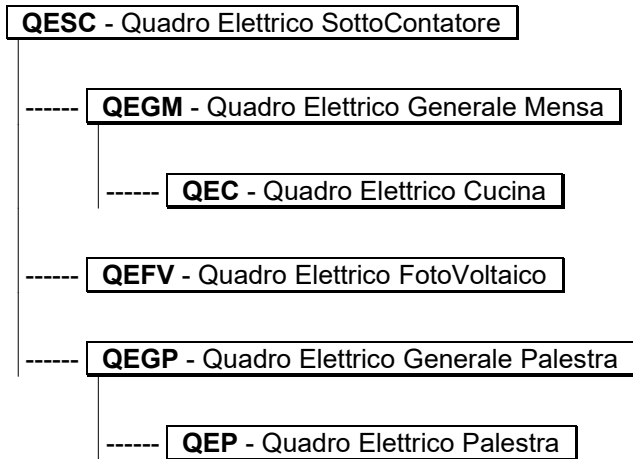 QESC - Quadro Elettrico SottoContatore
------ QEGM - Quadro Elettrico Generale Mensa
------ QEC - Quadro Elettrico Cucina
------ QEFV - Quadro Elettrico FotoVoltaico
------ QEGP - Quadro Elettrico Generale Palestra
------ QEP - Quadro Elettrico Palestra